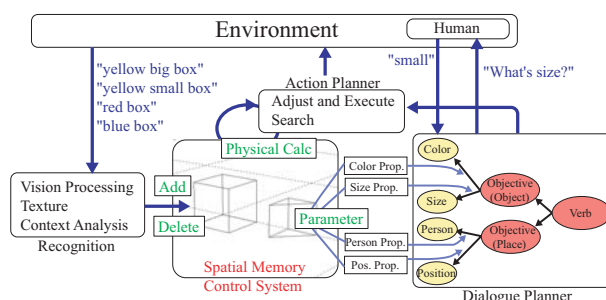 Environment
Human
"yellow big box"
"yellow small box"
"red box"
"blue box"
"small"
"What's size?"
Action Planner
Adjust and Execute
Search
Physical Calc
Color Prop.
Size Prop.
Person Prop.
Pos. Prop.
Color
Size
Person
Position
Objective
(Object)
Objective
(Place)
Verb
Vision Processing
Texture
Context Analysis
Recognition
Add
Delete
Parameter
Spatial Memory
Control System
Dialogue Planner